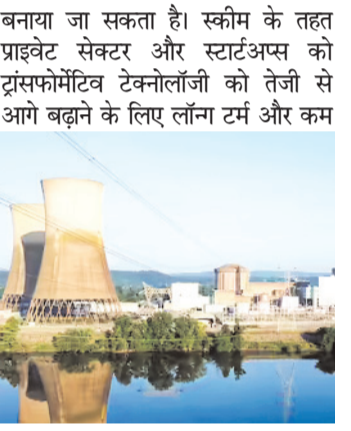 बनाया जा सकता है। स्कीम के तहत
प्राइवेट सेक्टर और स्टार्टअप्स को
ट्रांसफोर्मेटिव टेक्नोलॉजी को तेजी से
आगे बढ़ाने के लिए लॉन्ग टर्म और कम